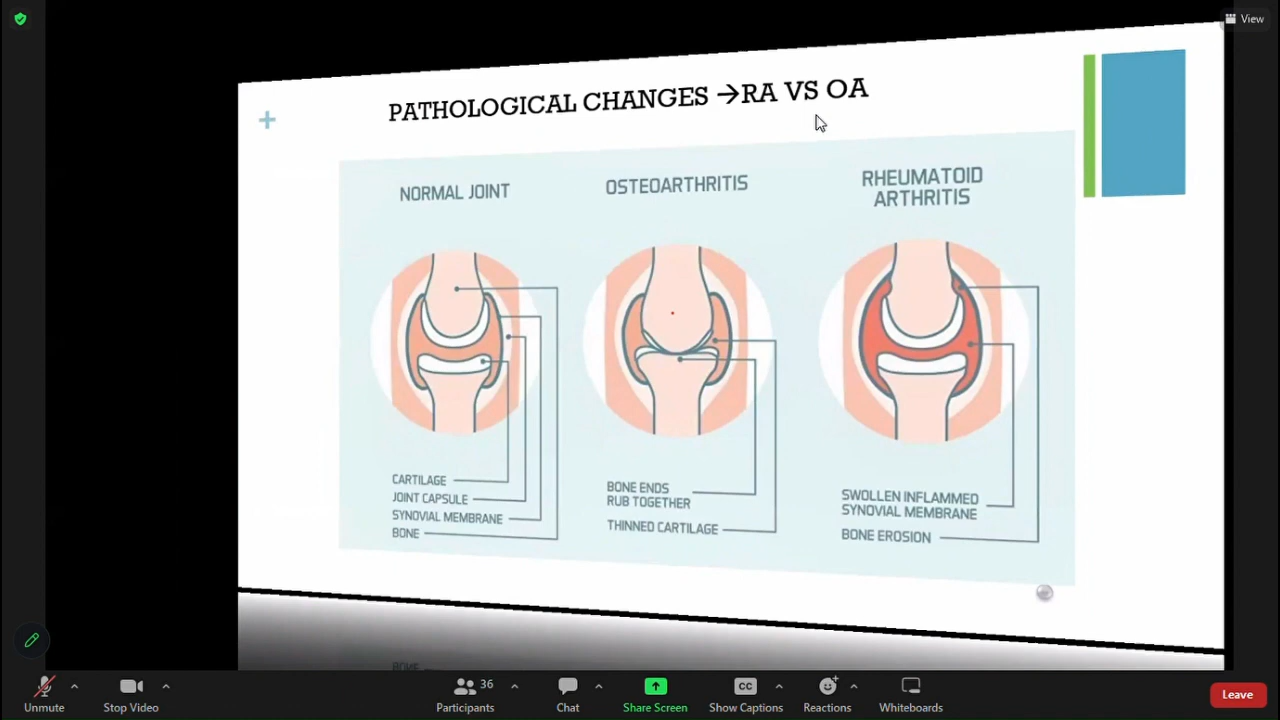 View
PATHOLOGICAL CHANGES →RA VS OA
NORMAL JOINT
OSTEOARTHRITIS
RHEUMATOID
ARTHRITIS
CARTILAGE
JOINT CAPSULE
SYNOVIAL MEMBRANE
BONE
BONE ENDS
RUB TOGETHER
THINNED CARTILAGE
SWOLLEN INFLAMMED
SYNOVIAL MEMBRANE
BONE EROSION
BONE
Unmute
Stop Video
36
Participants
Chat
Share Screen
CC
Show Captions
Reactions
Whiteboards
Leave